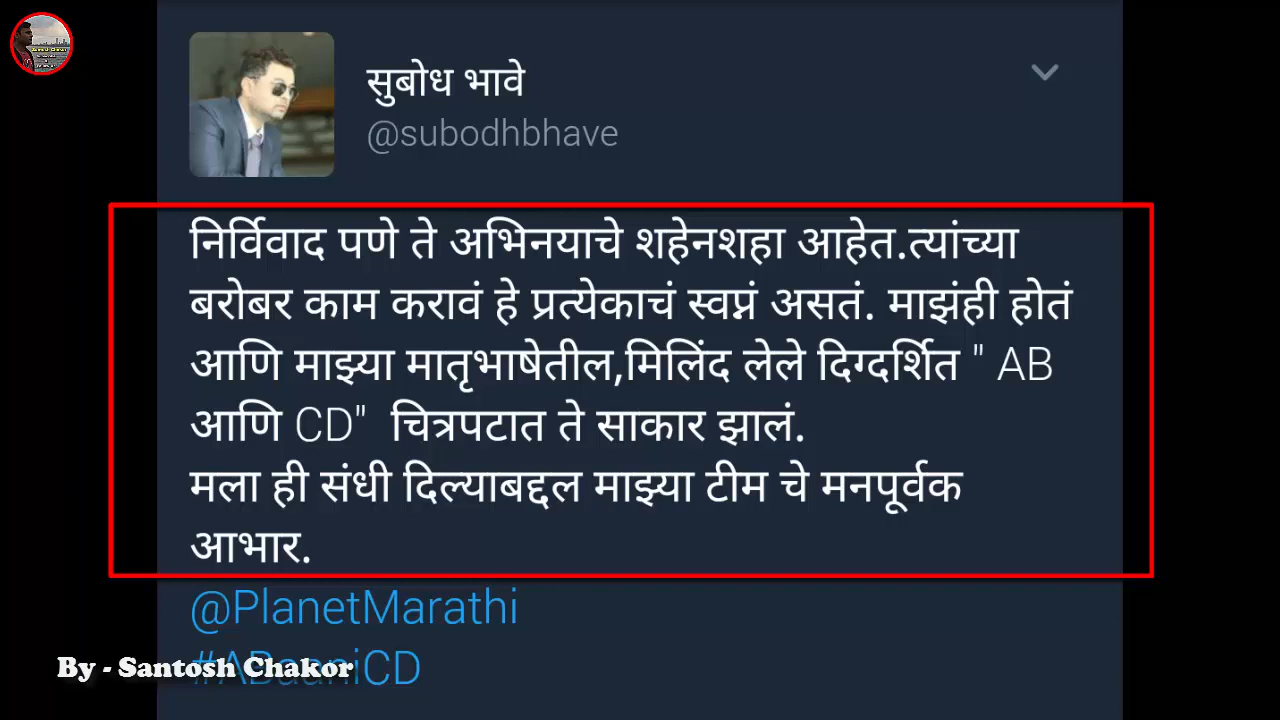 सुबोध भावे
@subodhbhave
निर्विवाद पणे ते अभिनयाचे शहेनशहा आहेत.त्यांच्या
बरोबर काम करावं हे प्रत्येकाचं स्वप्नं असतं. माझंही होतं
आणि माझ्या मातृभाषेतील,मिलिंद लेले दिग्दर्शित " AB
आणि CD" चित्रपटात ते साकार झालं.
मला ही संधी दिल्याबद्दल माझ्या टीम चे मनपूर्वक
आभार.
@PlanetMarathi
#ABaaniCD
By - Santosh Chakor